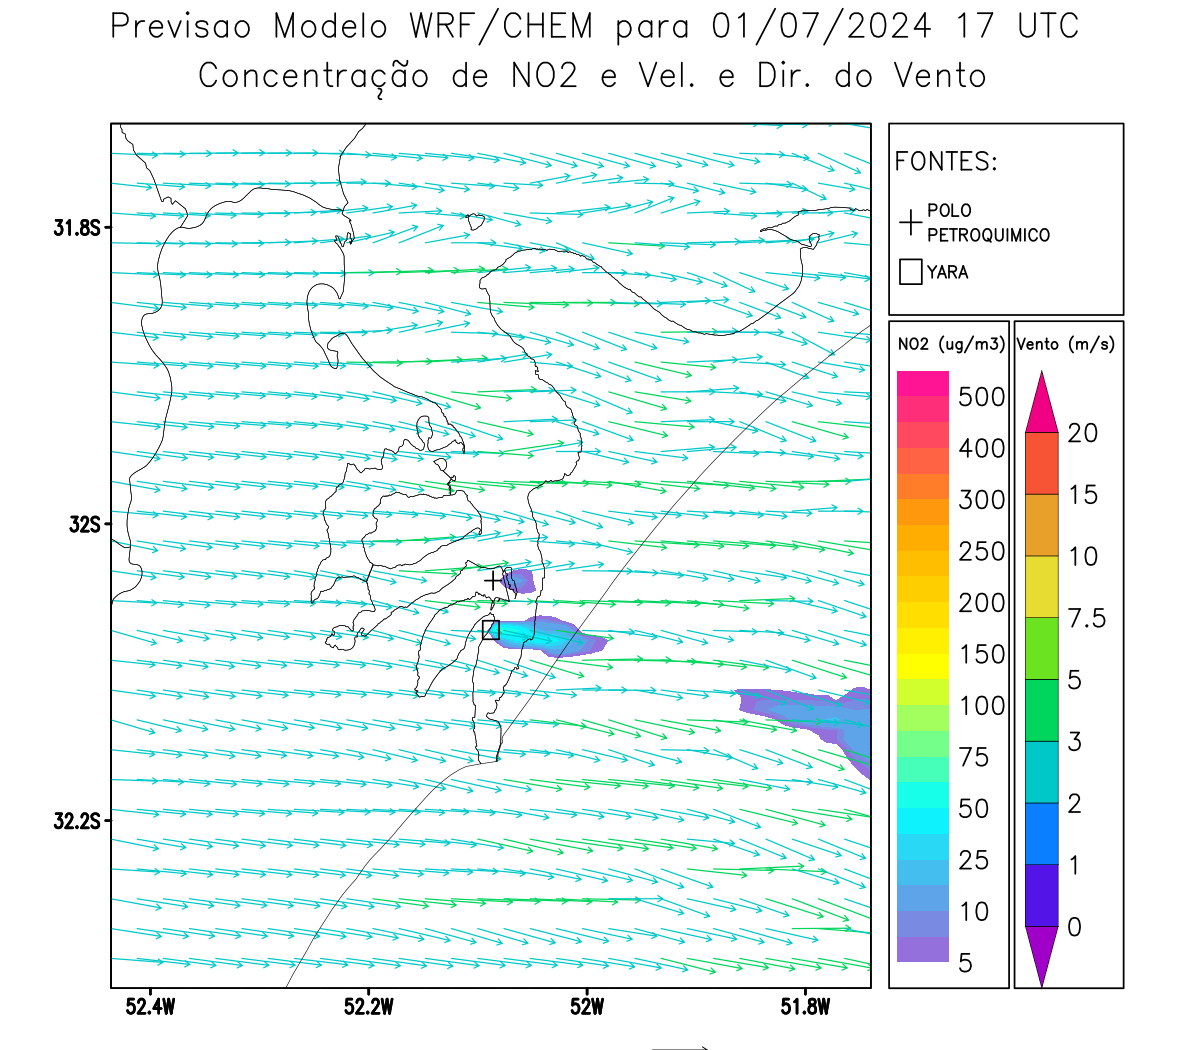 Previsao Modelo WRF/CHEM para 01/07/2024 17 UTC
Concentração de NO2 e Vel. e Dir. do Vento
FONTES:
POLO
PETROQUIMICO
YARA
NO2 (ug/m3)
500
400
300
250
200
150
100
75
50
25
10
5
Vento (m/s)
20
15
10
7.5
5
3
2
1
0
31.8S
32S
32.2S
52.4W
52.2W
52W
51.8W